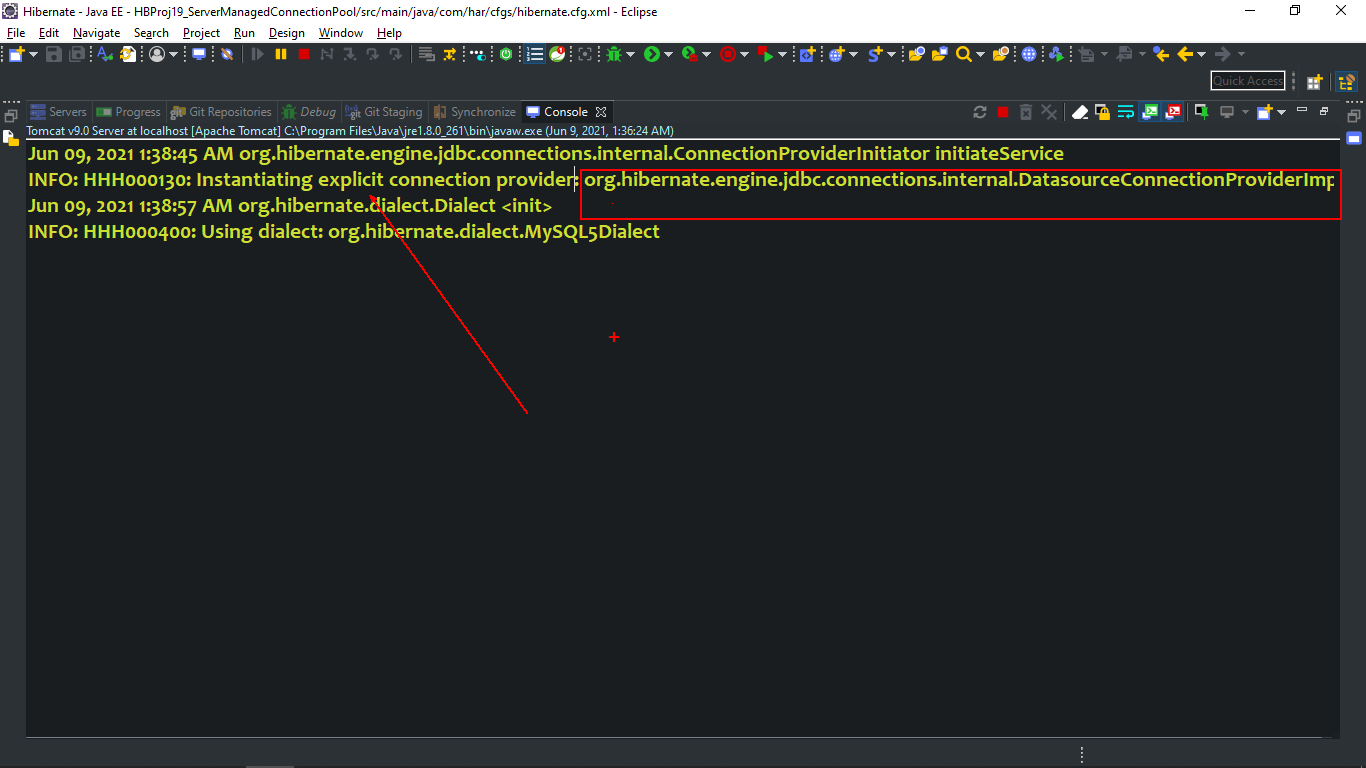 Hibernate - Java EE - HBProj19_ServerManagedConnectionPool/src/main/java/com/har/cfgs/hibernate.cfg.xml - Eclipse
File Edit Navigate Search Project Run Design Window Help
Quick Access
Servers Progress Git Repositories Debug Git Staging Synchronize Console
Tomcat v9.0 Server at localhost [Apache Tomcat] C:\Program Files\Java\jre1.8.0_261\bin\javaw.exe (Jun 9, 2021, 1:36:24 AM)
Jun 09, 2021 1:38:45 AM org.hibernate.engine.jdbc.connections.internal.ConnectionProviderInitiator initiateService
INFO: HHH000130: Instantiating explicit connection provider: org.hibernate.engine.jdbc.connections.internal.DatasourceConnectionProviderImp
Jun 09, 2021 1:38:57 AM org.hibernate.dialect.Dialect <init>
INFO: HHH000400: Using dialect: org.hibernate.dialect.MySQL5Dialect